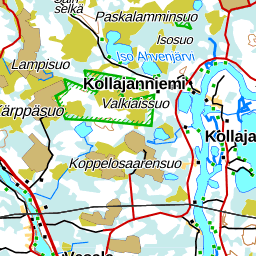 selkä
Paskalamminsuo
Isosuo
Iso Ahvenjärvi
Lampisuo
Kollajanniemi
Valkiaissuo
Kärppäsuo
Kollaja
Koppelosaarensuo